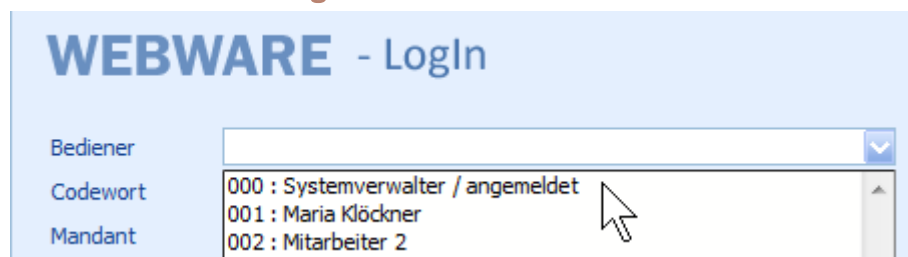 WEBWARE - LogIn
Bediener
Codewort
000 : Systemverwalter / angemeldet
001 : Maria Klöckner
Mandant
002 : Mitarbeiter 2